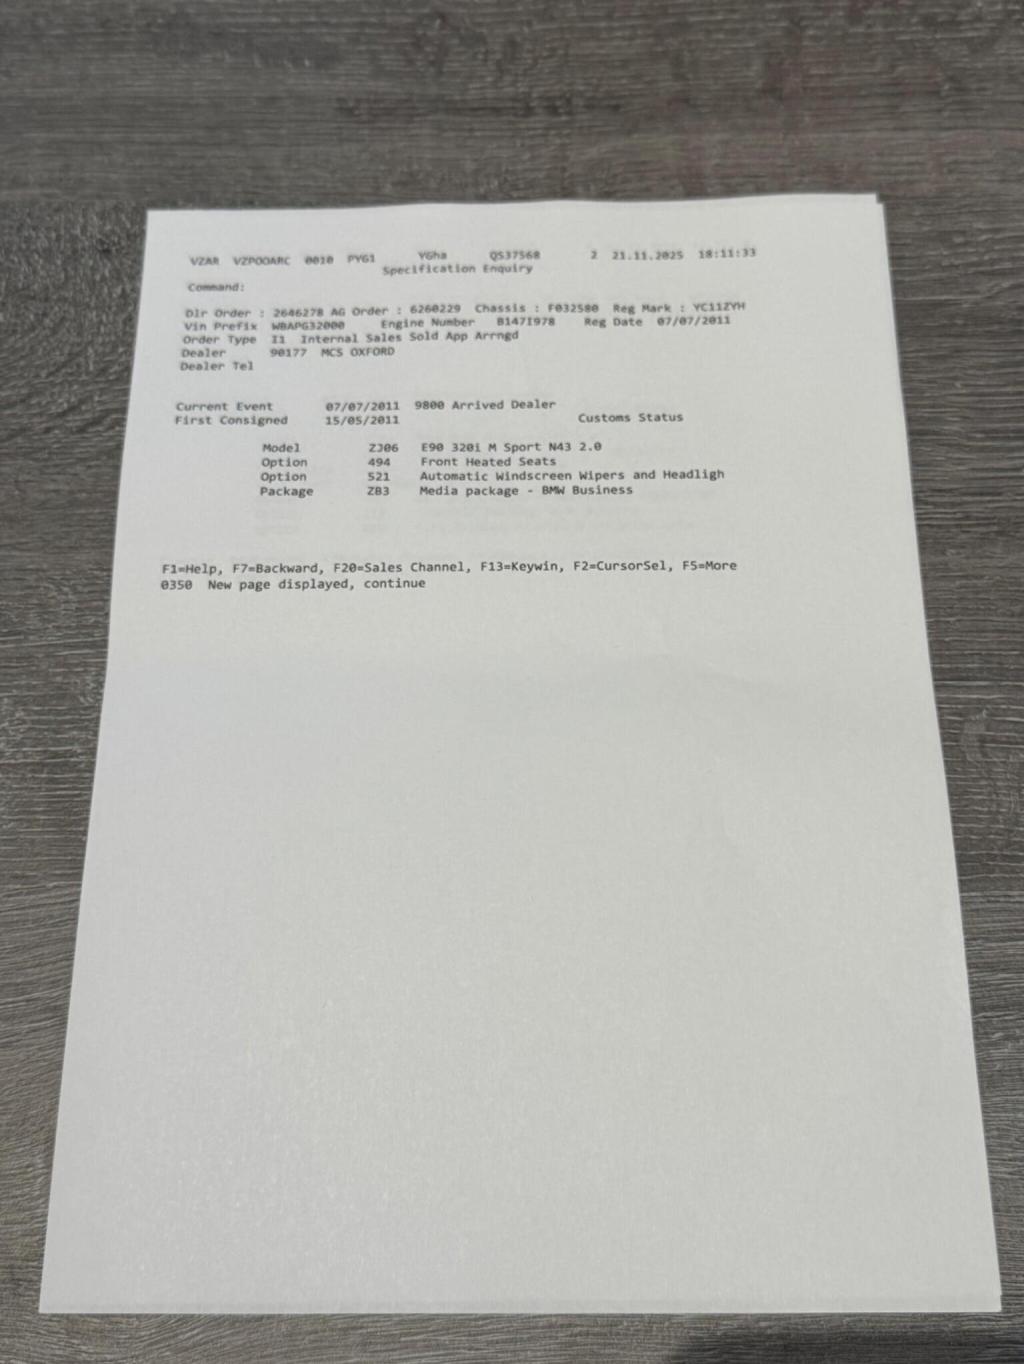 VZAR VZPOOARC 0010 PYG1 YGha QS37568 2 21.11.2025 18:11:33
Specification Enquiry
Command:
Dlr Order : 2646278 AG Order : 6260229 Chassis : F032580 Reg Mark : YC11ZYH
Vin Prefix WBAPG32000 Engine Number B147I978 Reg Date 07/07/2011
Order Type I1 Internal Sales Sold App Arrngd
Dealer 90177 MCS OXFORD
Dealer Tel
Current Event 07/07/2011 9800 Arrived Dealer
First Consigned 15/05/2011 Customs Status
Model ZJ06 E90 320i M Sport N43 2.0
Option 494 Front Heated Seats
Option 521 Automatic Windscreen Wipers and Headligh
Package ZB3 Media package - BMW Business
F1=Help, F7=Backward, F20=Sales Channel, F13=Keywin, F2=CursorSel, F5=More
0350 New page displayed, continue